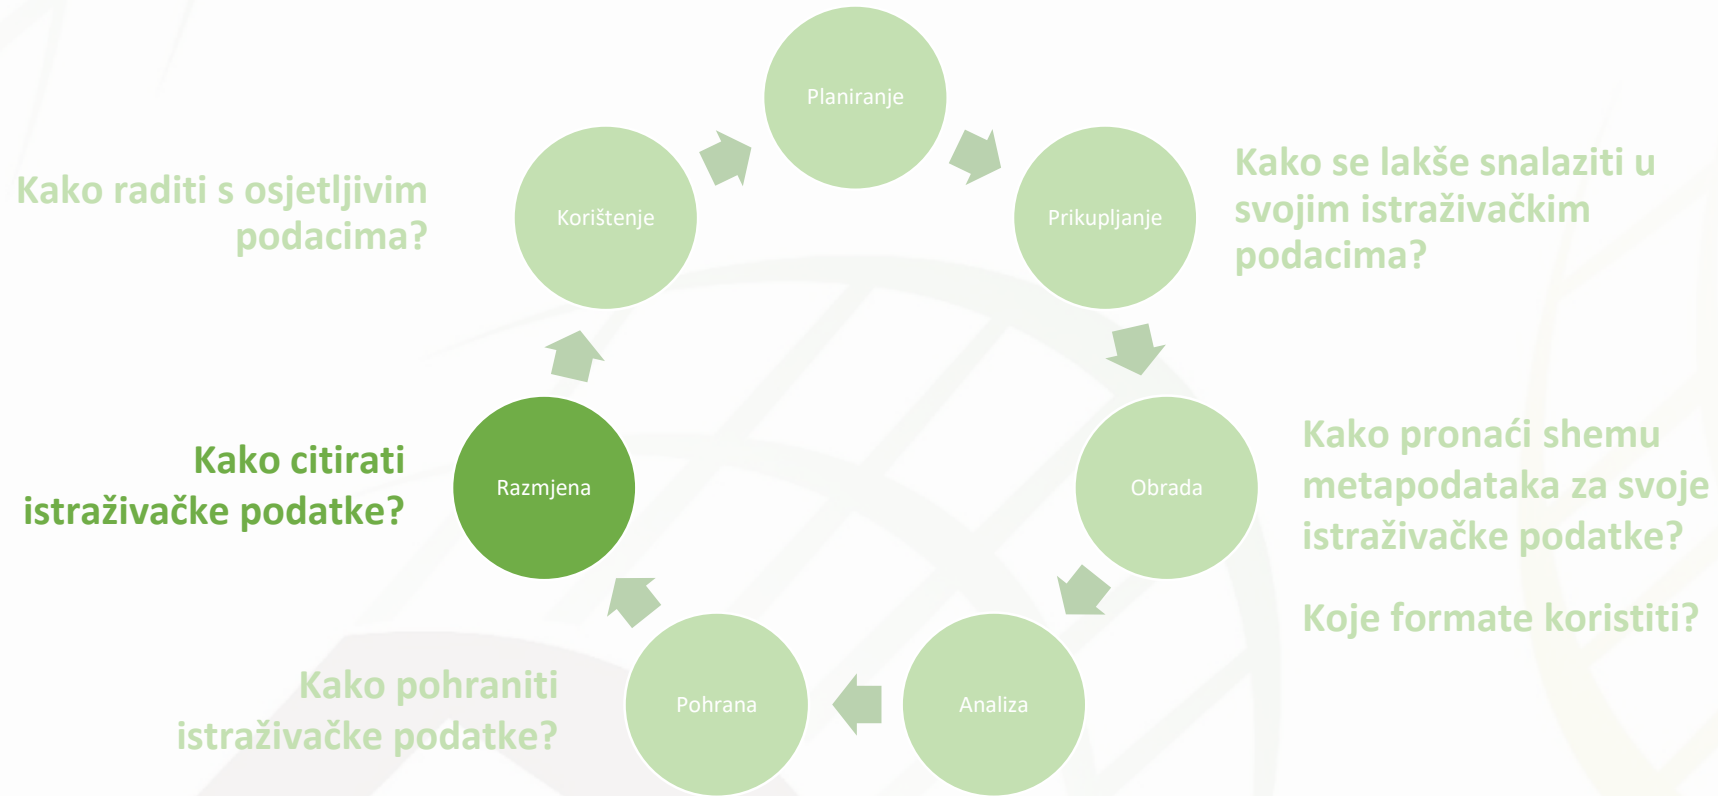 Planiranje
Kako se lakše snalaziti u
svojim istraživačkim
podacima?
Prikupljanje
Kako pronaći shemu
metapodataka za svoje
istraživačke podatke?
Koje formate koristiti?
Obrada
Analiza
Pohrana
Kako pohraniti
istraživačke podatke?
Razmjena
Kako citirati
istraživačke podatke?
Korištenje
Kako raditi s osjetljivim
podacima?